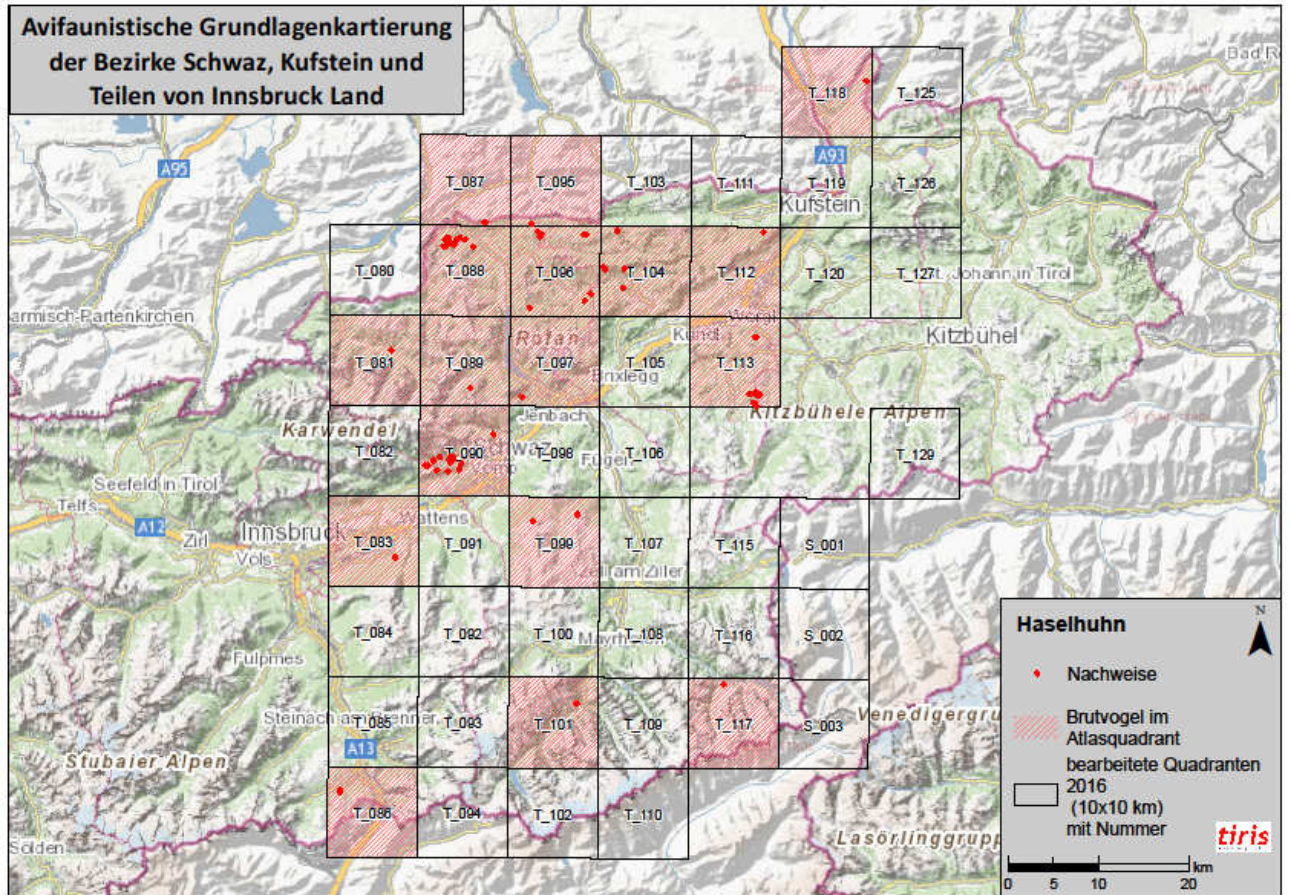 Avifaunistische Grundlagenkartierung
der Bezirke Schwaz, Kufstein und
Teilen von Innsbruck Land
Bad R
T_118
T_125
A95
A93
T_087
T_095
T_103
T_111
T_119
T_126
Kufstein
T_080
T_088
T_096
T_104
T_112
T_120
T_127
t. Johann in Tirol
armisch-Partenkirchen
Wörgl
Kitzbühel
Rofan
Kundl
T_081
T_089
T_097
T_105
T_113
Brixlegg
Jenbach
Kitzbüheler Alpen
Karwendel
T_082
T_090
T_098
T_106
T_129
Fügen
Seefeld in Tirol
Telfs
A12
Zirl
Innsbruck
Wattens
Völs
T_083
T_091
T_099
T_107
T_115
S_001
Zell am Ziller
T_084
T_092
T_100
T_108
T_116
S_002
Mayrhofen
Fulpmes
T_085
T_093
T_101
T_109
T_117
S_003
Steinach am Brenner
A13
Venedigergru
Stubaier Alpen
T_086
T_094
T_102
T_110
Sölden
Lasörlinggrupp
Haselhuhn
N
Nachweise
Brutvogel im
Atlasquadrant
bearbeitete Quadranten
2016
(10x10 km)
mit Nummer
tiris
km
0 5 10 20